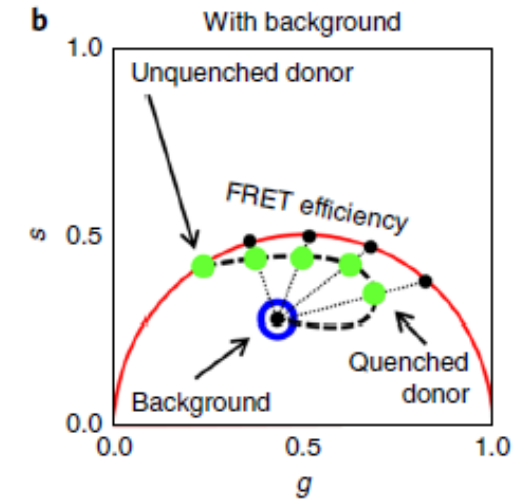 b
With background
1.0
Unquenched donor
FRET efficiency
s
0.5
Quenched
donor
Background
0.0
0.0
0.5
1.0
g